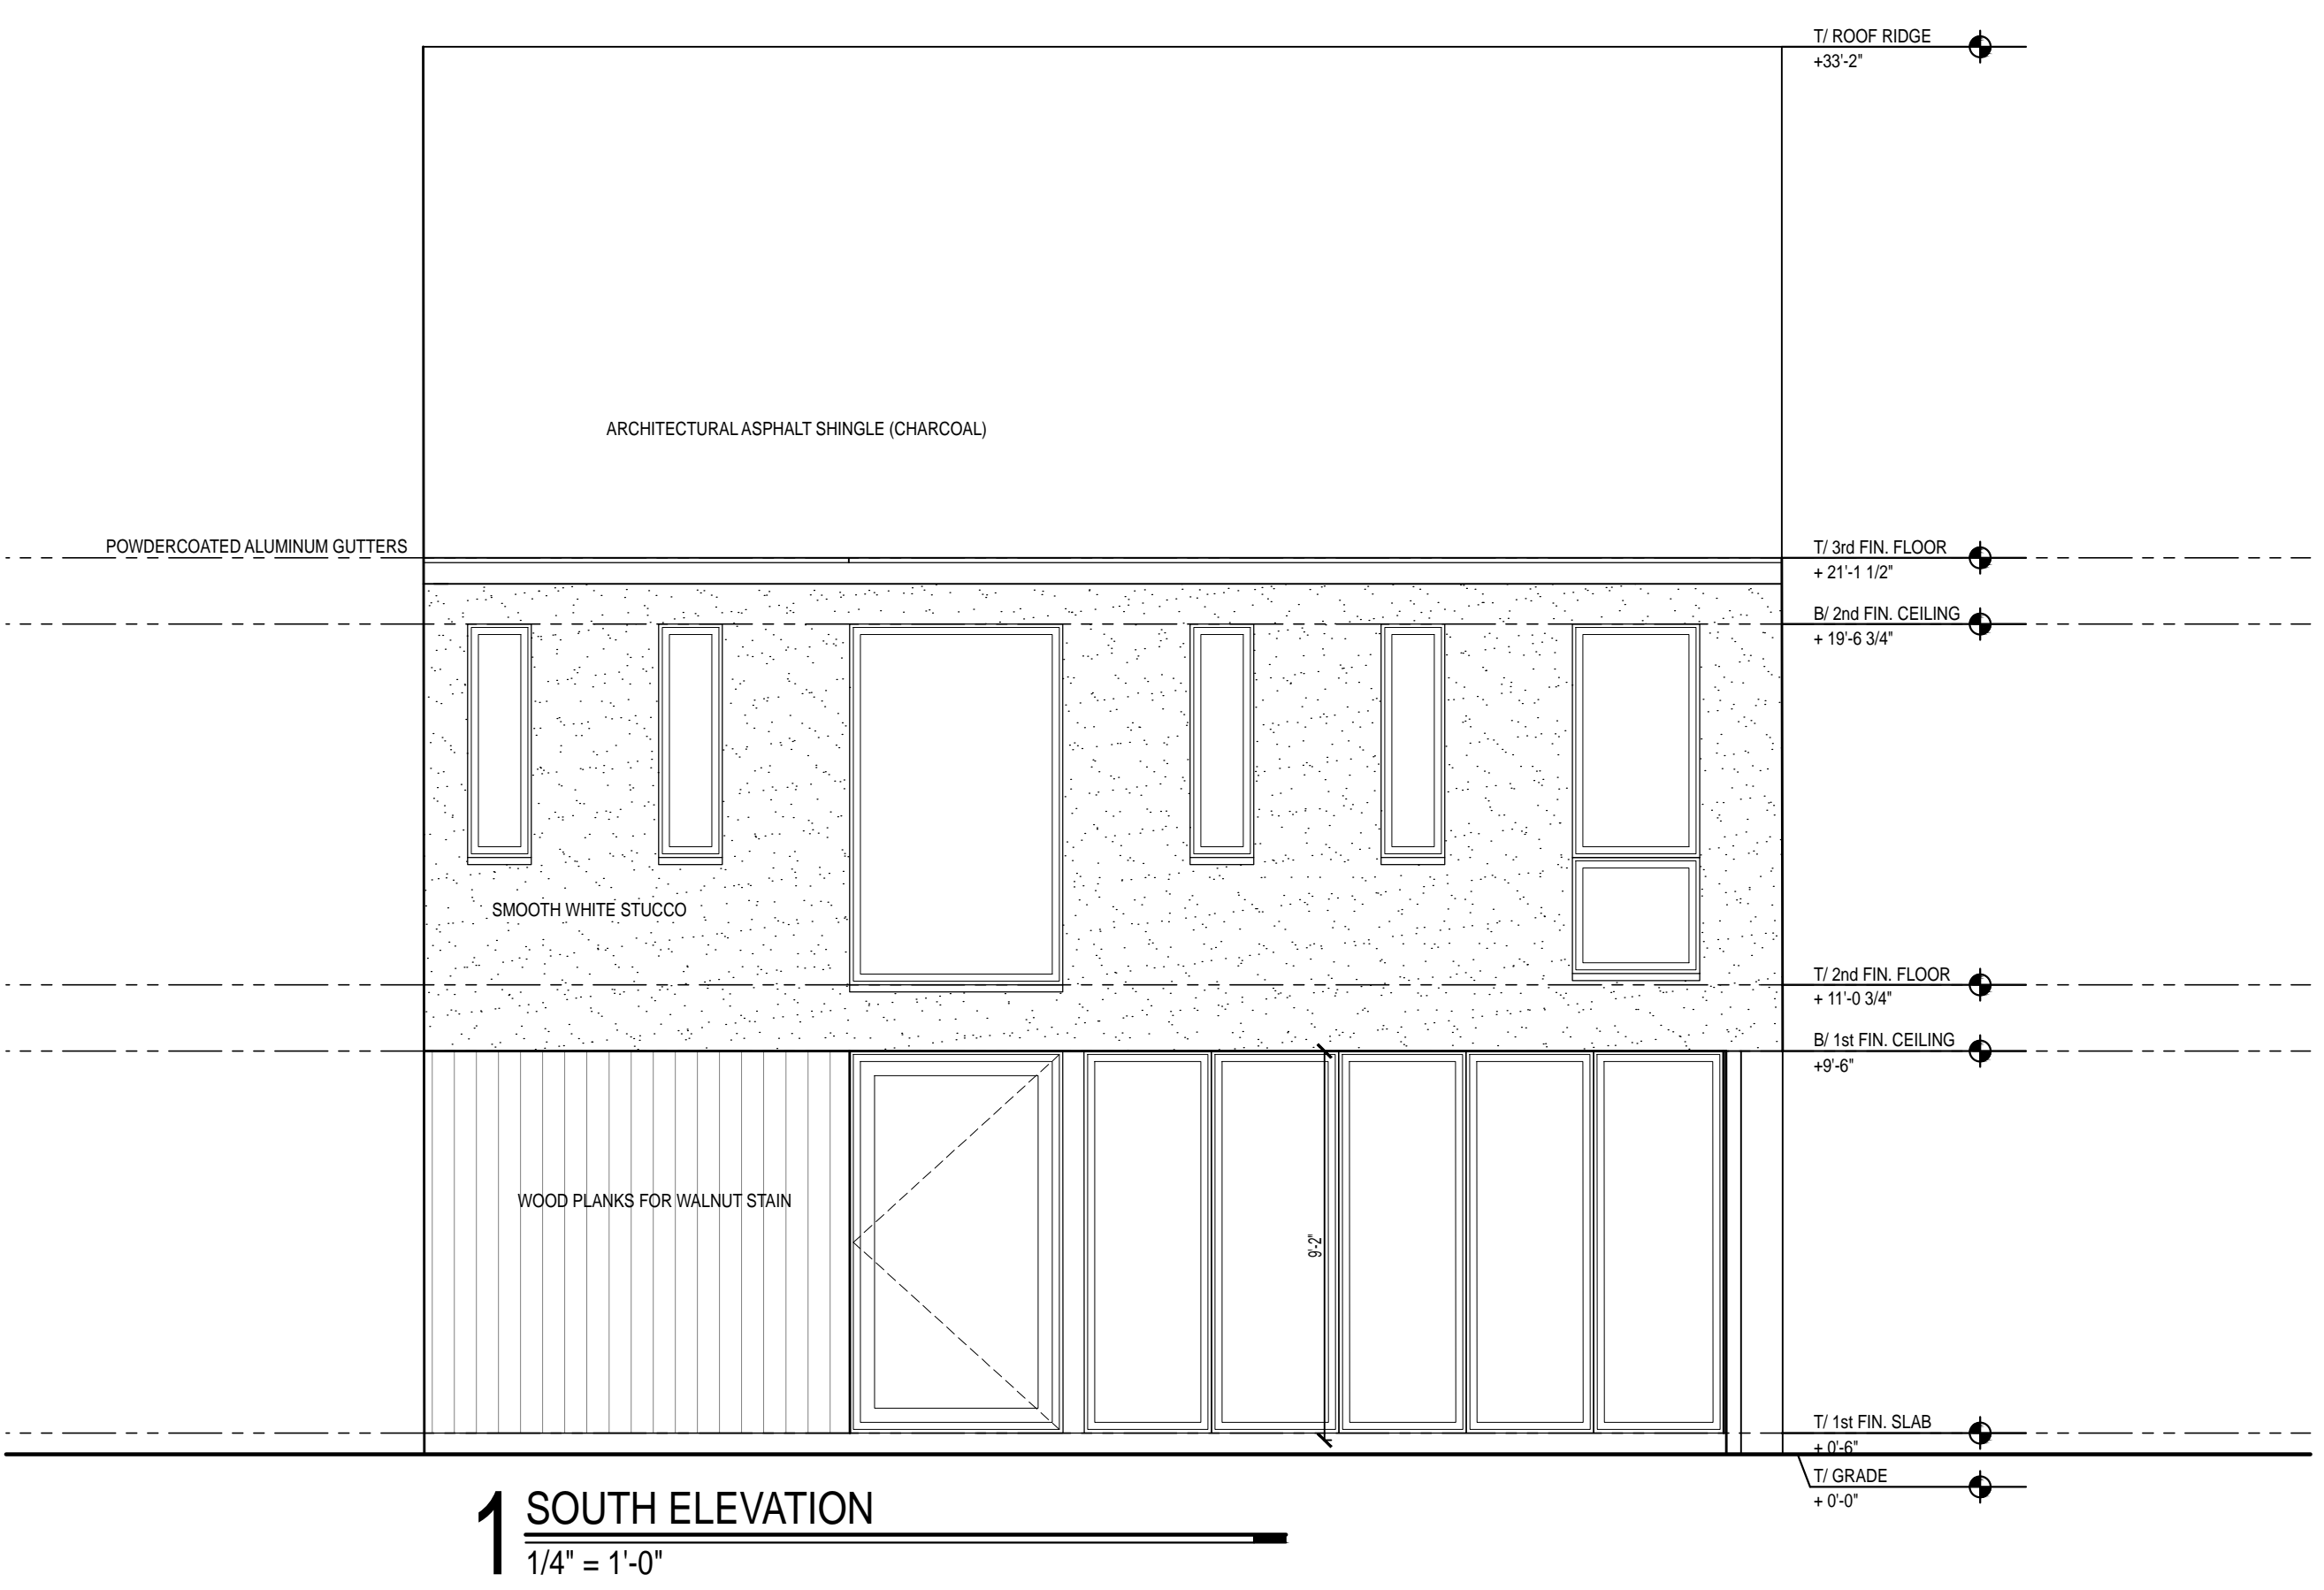 T/ ROOF RIDGE
+33'-2"
ARCHITECTURAL ASPHALT SHINGLE (CHARCOAL)
POWDERCOATED ALUMINUM GUTTERS
T/ 3rd FIN. FLOOR
+ 21'-1 1/2"
B/ 2nd FIN. CEILING
+ 19'-6 3/4"
SMOOTH WHITE STUCCO
T/ 2nd FIN. FLOOR
+ 11'-0 3/4"
B/ 1st FIN. CEILING
+9'-6"
WOOD PLANKS FOR WALNUT STAIN
9'-2"
T/ 1st FIN. SLAB
+ 0'-6"
T/ GRADE
+ 0'-0"
1 SOUTH ELEVATION
1/4" = 1'-0"